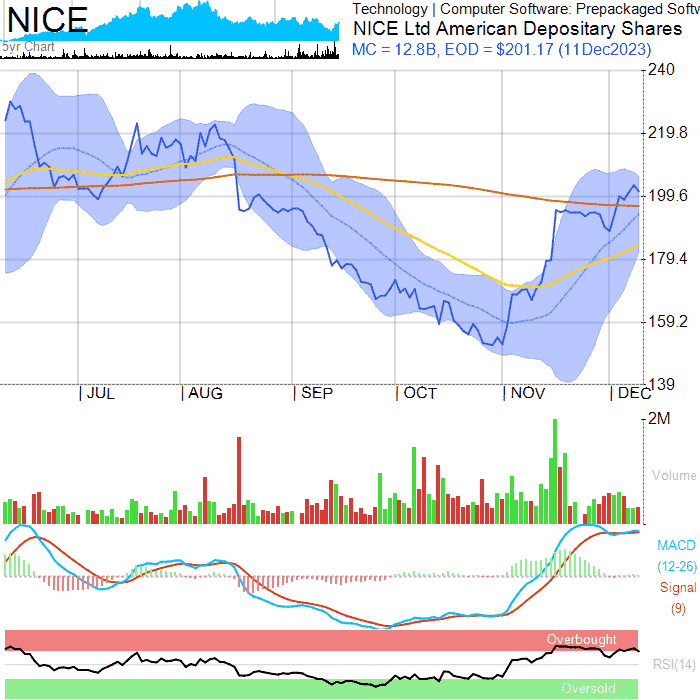 NICE
5yr Chart
Technology | Computer Software: Prepackaged Softw
NICE Ltd American Depositary Shares
MC = 12.8B, EOD = $201.17 (11Dec2023)
240
219.8
199.6
179.4
159.2
139
JUL
AUG
SEP
OCT
NOV
DEC
2M
Volume
MACD
(12-26)
Signal
(9)
Overbought
RSI(14)
Oversold